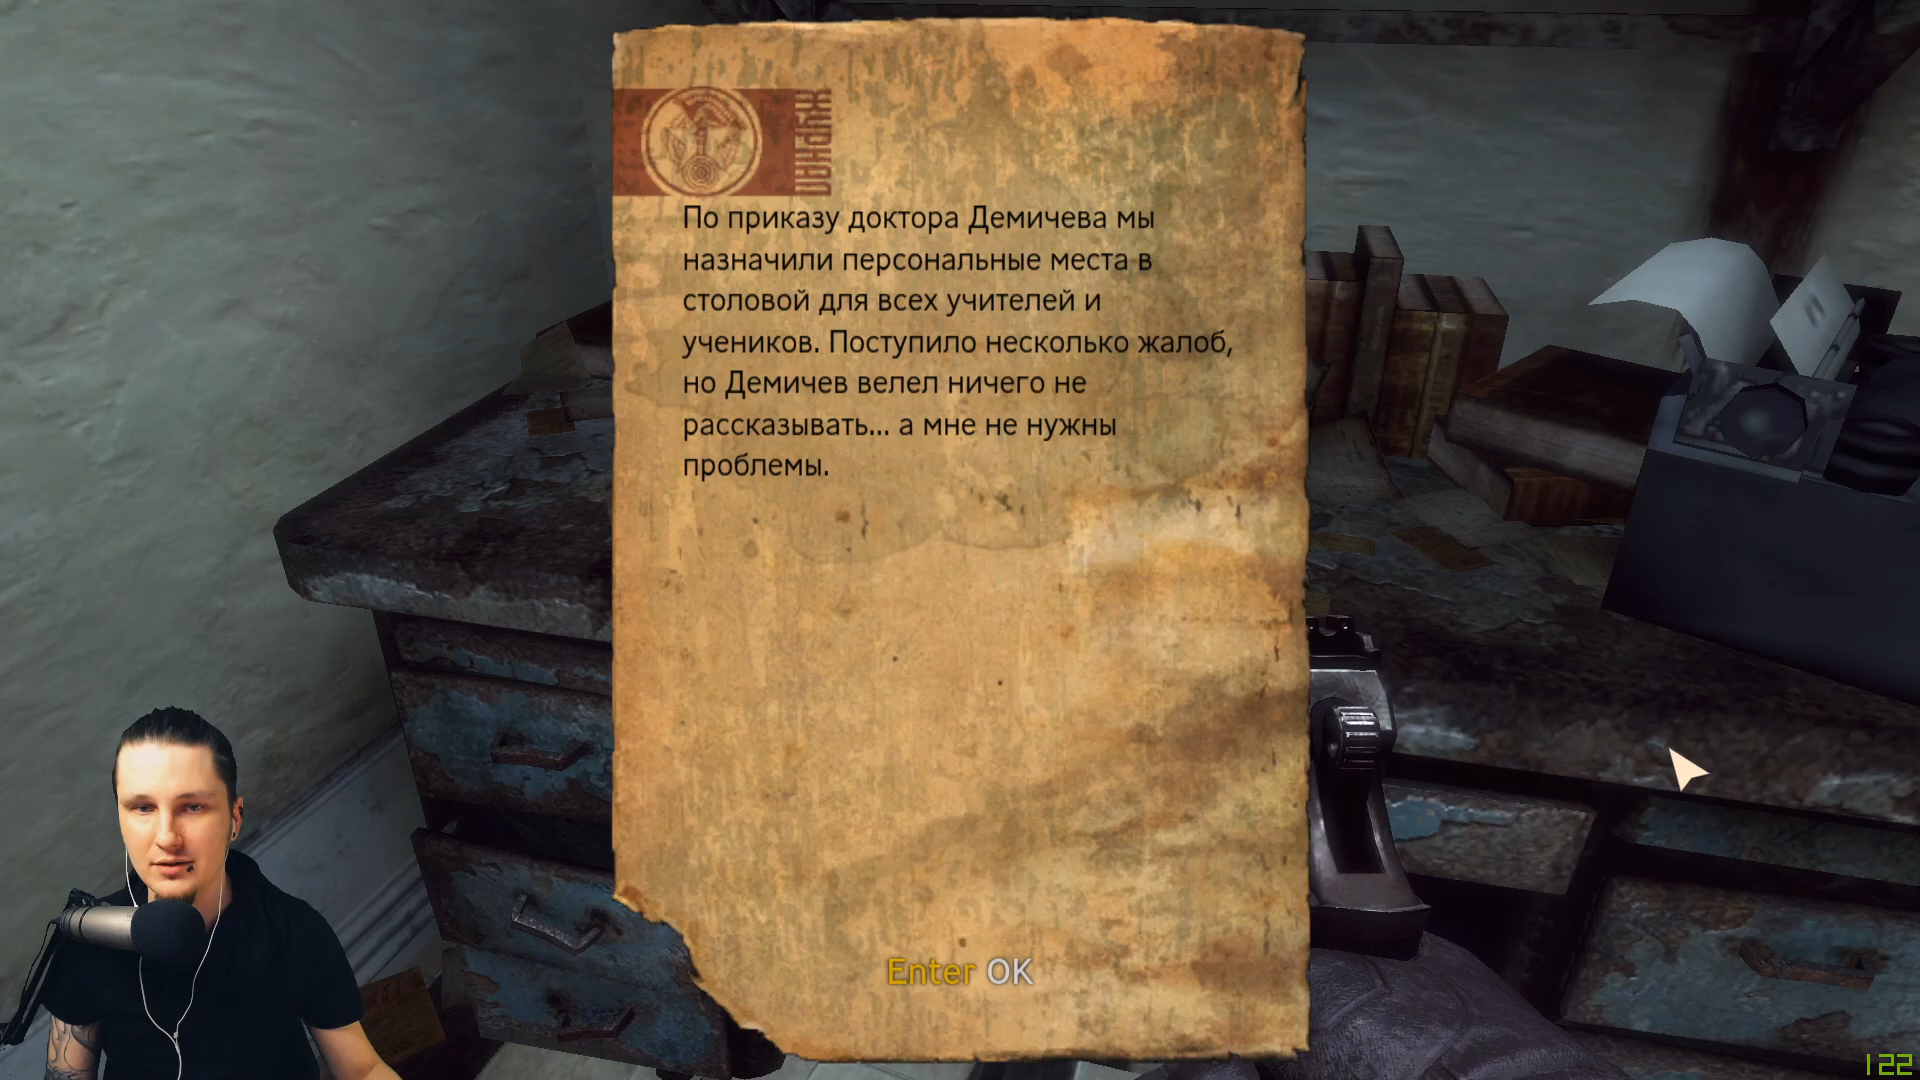 ЖУРНАЛ
По приказу доктора Демичева мы
назначили персональные места в
столовой для всех учителей и
учеников. Поступило несколько жалоб,
но Демичев велел ничего не
рассказывать... а мне не нужны
проблемы.
Enter OK
122